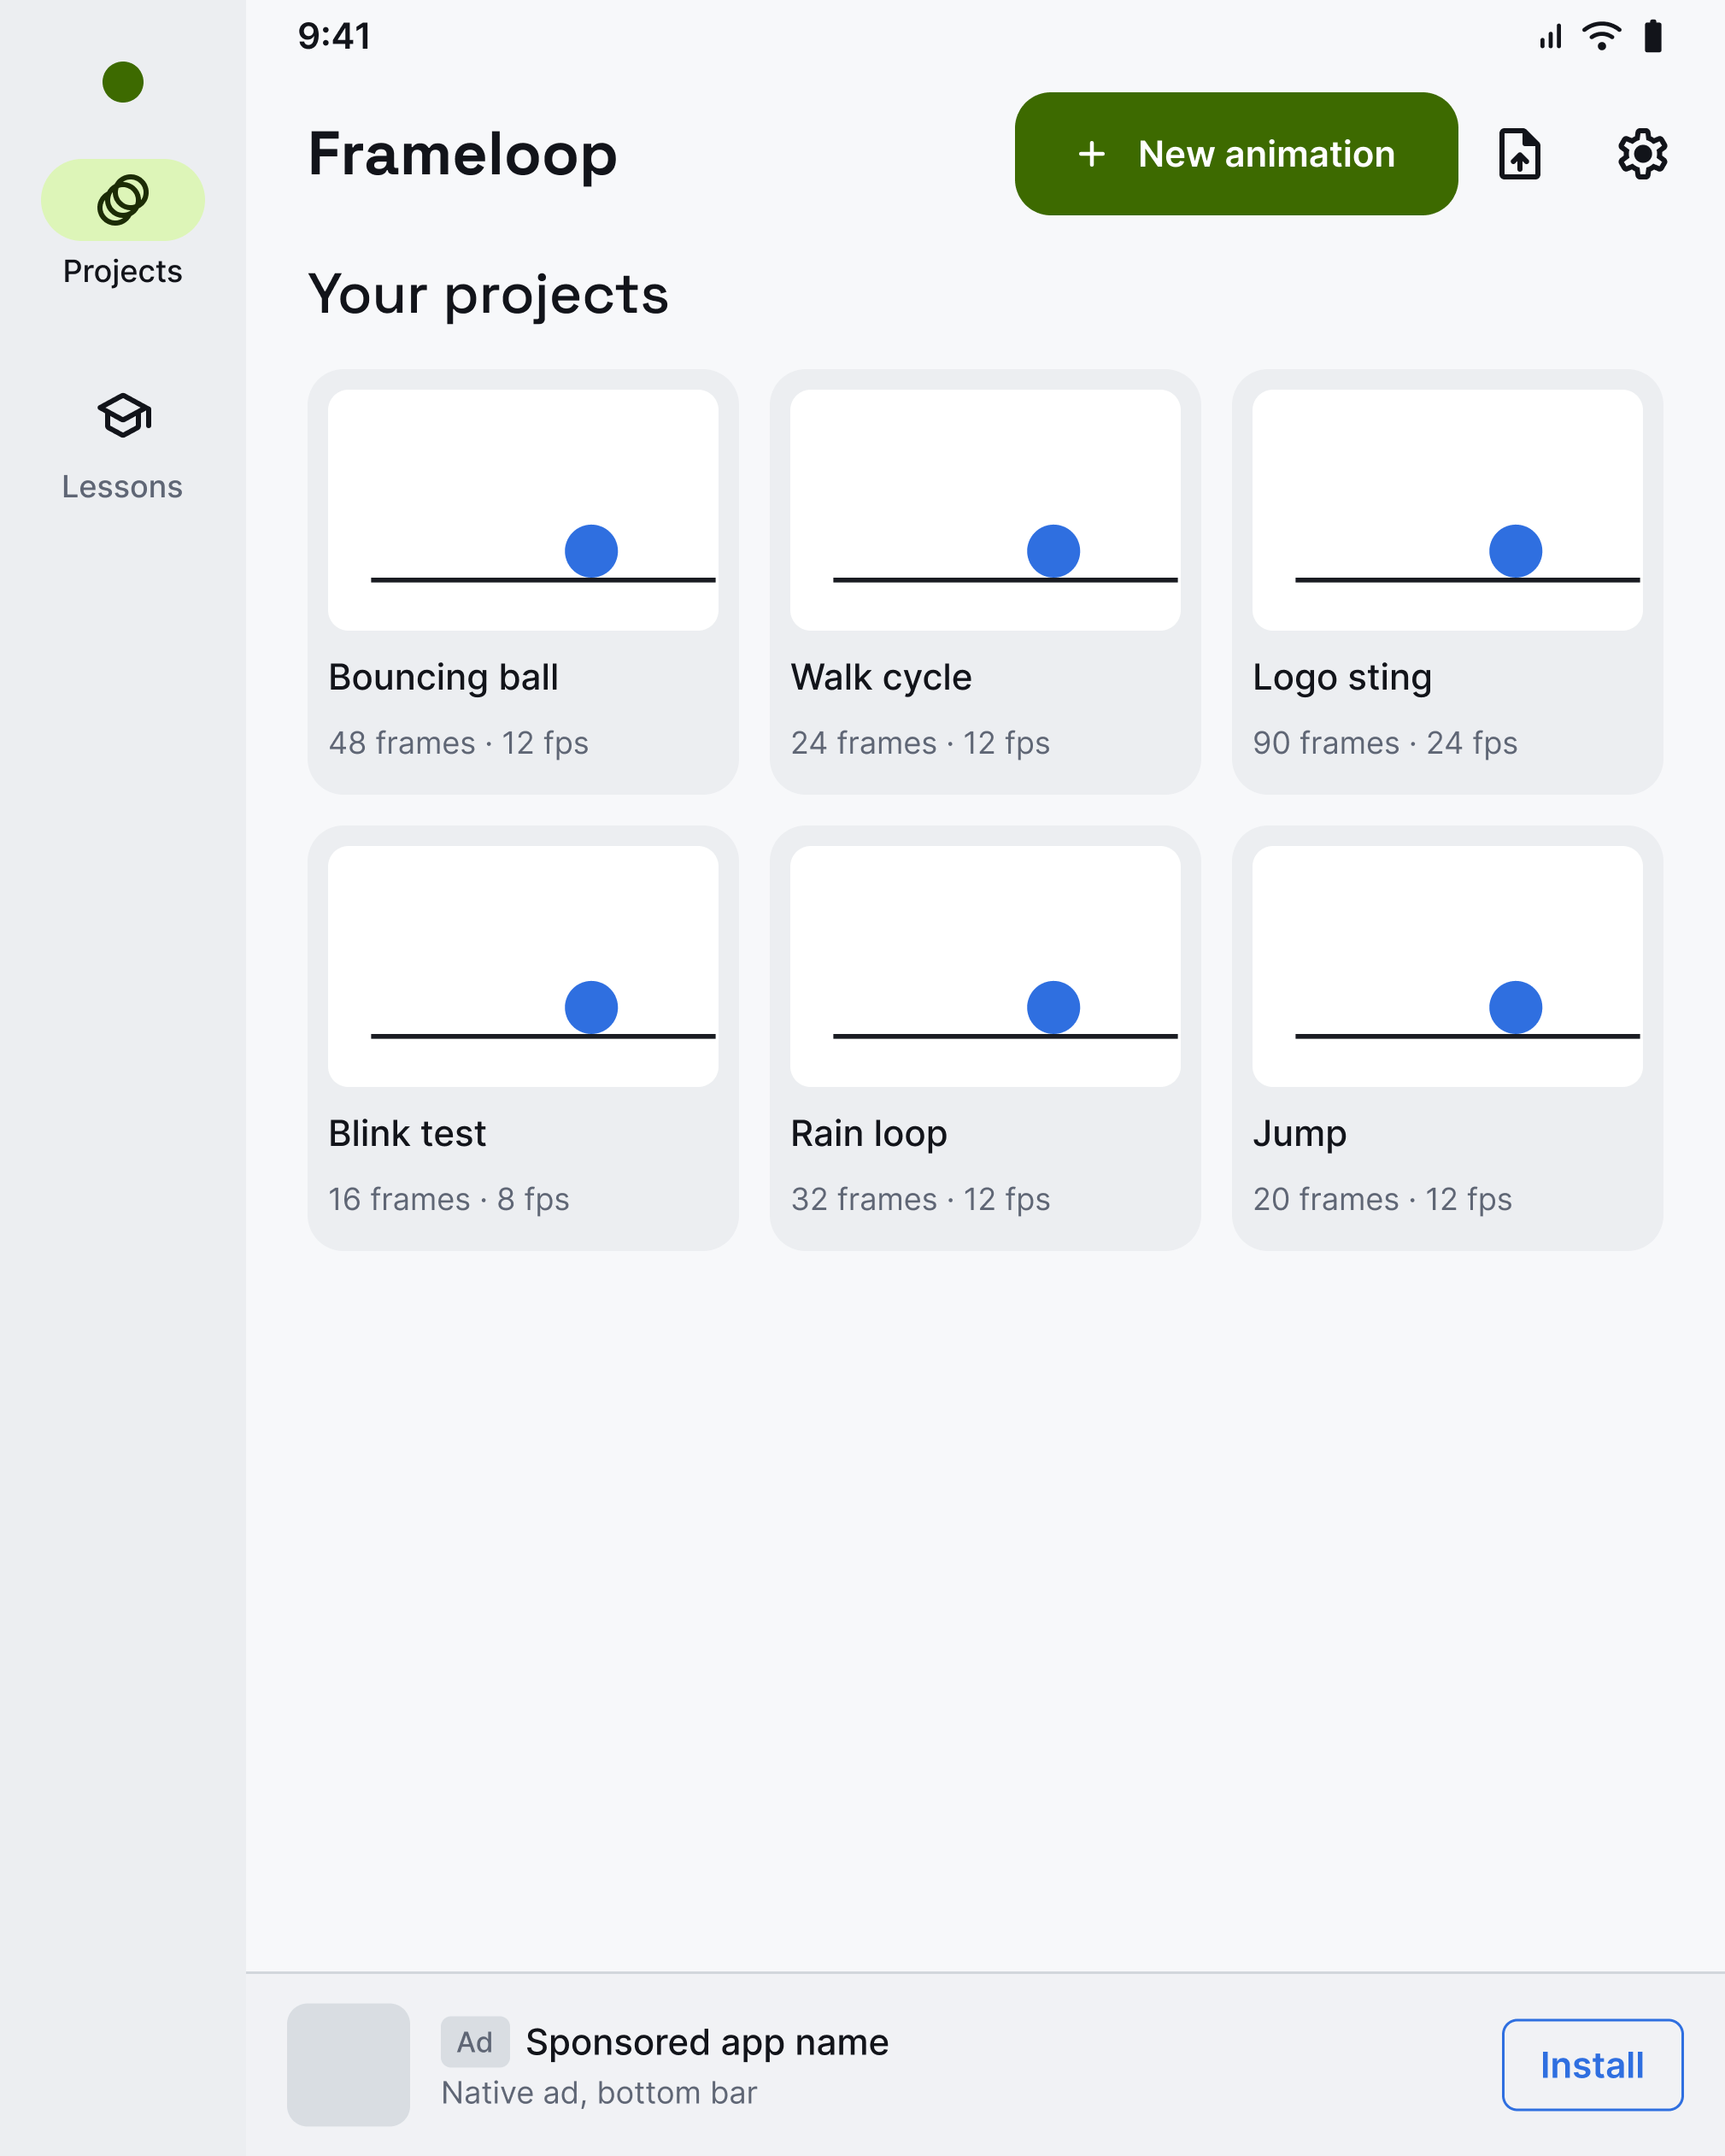 9:41
Frameloop
New animation
Projects
Lessons
Your projects
Bouncing ball
48 frames · 12 fps
Walk cycle
24 frames · 12 fps
Logo sting
90 frames · 24 fps
Blink test
16 frames · 8 fps
Rain loop
32 frames · 12 fps
Jump
20 frames · 12 fps
Ad Sponsored app name
Native ad, bottom bar
Install